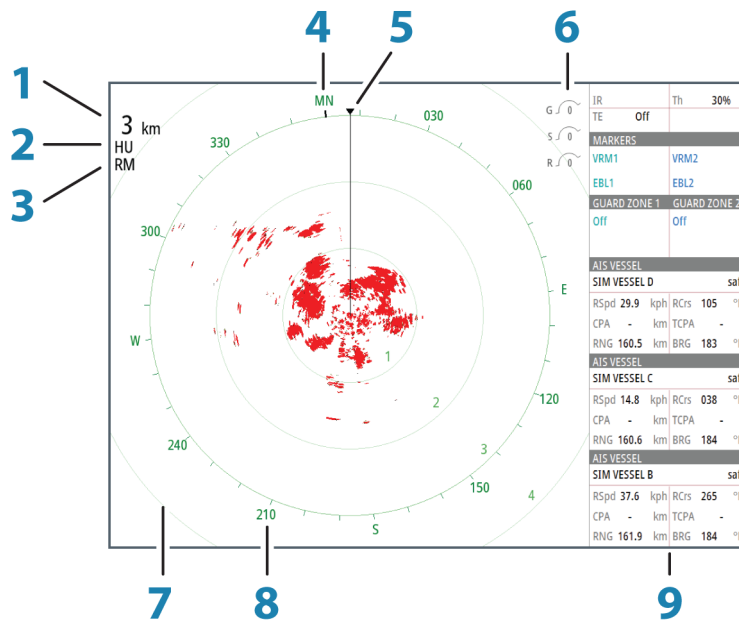 4 5 6
1
2
3
3 km
HU
RM
MN
030
060
E
120
150
S
210
240
W
300
330
1
2
3
4
G 0
S 0
R 0
IR Th 30%
TE Off
MARKERS
VRM1 VRM2
EBL1 EBL2
GUARD ZONE 1 GUARD ZONE 2
Off Off
AIS VESSEL
SIM VESSEL D
RSpd 29.9 kph RCrs 105
CPA - km TCPA -
RNG 160.5 km BRG 183
AIS VESSEL
SIM VESSEL C
RSpd 14.8 kph RCrs 038
CPA - km TCPA -
RNG 160.6 km BRG 184
AIS VESSEL
SIM VESSEL B
RSpd 37.6 kph RCrs 265
CPA - km TCPA -
RNG 161.9 km BRG 184
7 8 9